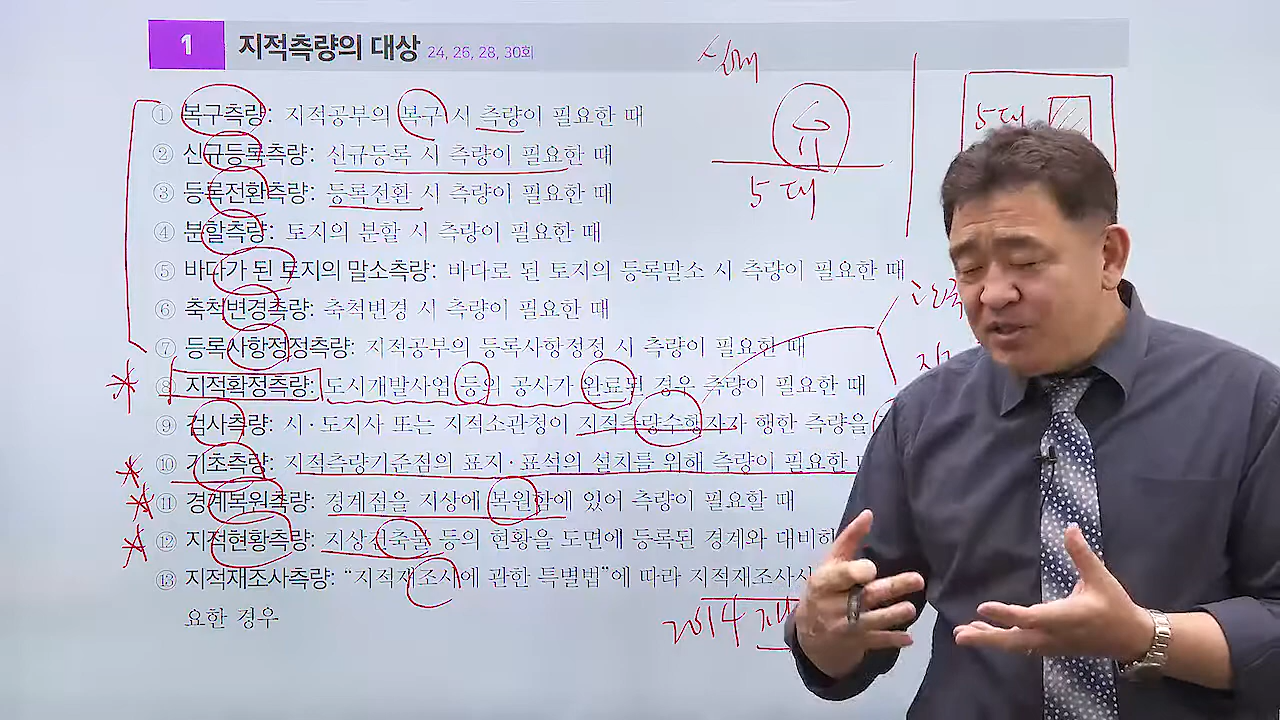 1 지적측량의 대상 24, 26, 28, 30회
① 복구측량: 지적공부의 복구 시 측량이 필요한 때
② 신규등록측량: 신규등록 시 측량이 필요한 때
③ 등록전환측량: 등록전환 시 측량이 필요한 때
④ 분할측량: 토지의 분할 시 측량이 필요한 때
⑤ 바다가 된 토지의 말소측량: 바다로 된 토지의 등록말소 시 측량이 필요한 때
⑥ 축척변경측량: 축척변경 시 측량이 필요한 때
⑦ 등록사항정정측량: 지적공부의 등록사항정정 시 측량이 필요한 때
⑧ 지적확정측량: 도시개발사업 등의 공사가 완료된 경우 측량이 필요한 때
⑨ 검사측량: 시·도지사 또는 지적소관청이 지적측량수행자가 행한 측량을
⑩ 기초측량: 지적측량기준점의 표지·표석의 설치를 위해 측량이 필요한 때
⑪ 경계복원측량: 경계점을 지상에 복원함에 있어 측량이 필요할 때
⑫ 지적현황측량: 지상건축물 등의 현황을 도면에 등록된 경계와 대비하
⑬ 지적재조사측량: “지적재조사에 관한 특별법”에 따라 지적재조사사
요한 경우
5대
5대
2014